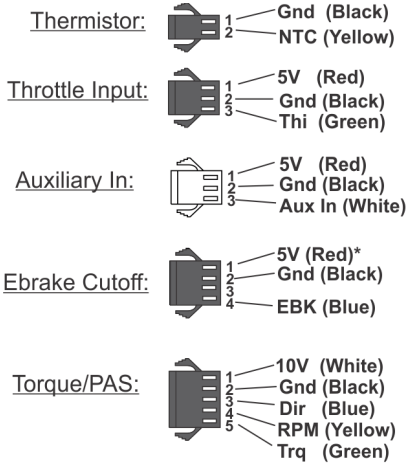 Thermistor:
1 Gnd (Black)
2 NTC (Yellow)
Throttle Input:
1 5V (Red)
2 Gnd (Black)
3 Thi (Green)
Auxiliary In:
1 5V (Red)
2 Gnd (Black)
3 Aux In (White)
Ebrake Cutoff:
1 5V (Red)*
2 Gnd (Black)
3
4 EBK (Blue)
Torque/PAS:
1 10V (White)
2 Gnd (Black)
3 Dir (Blue)
4 RPM (Yellow)
5 Trq (Green)